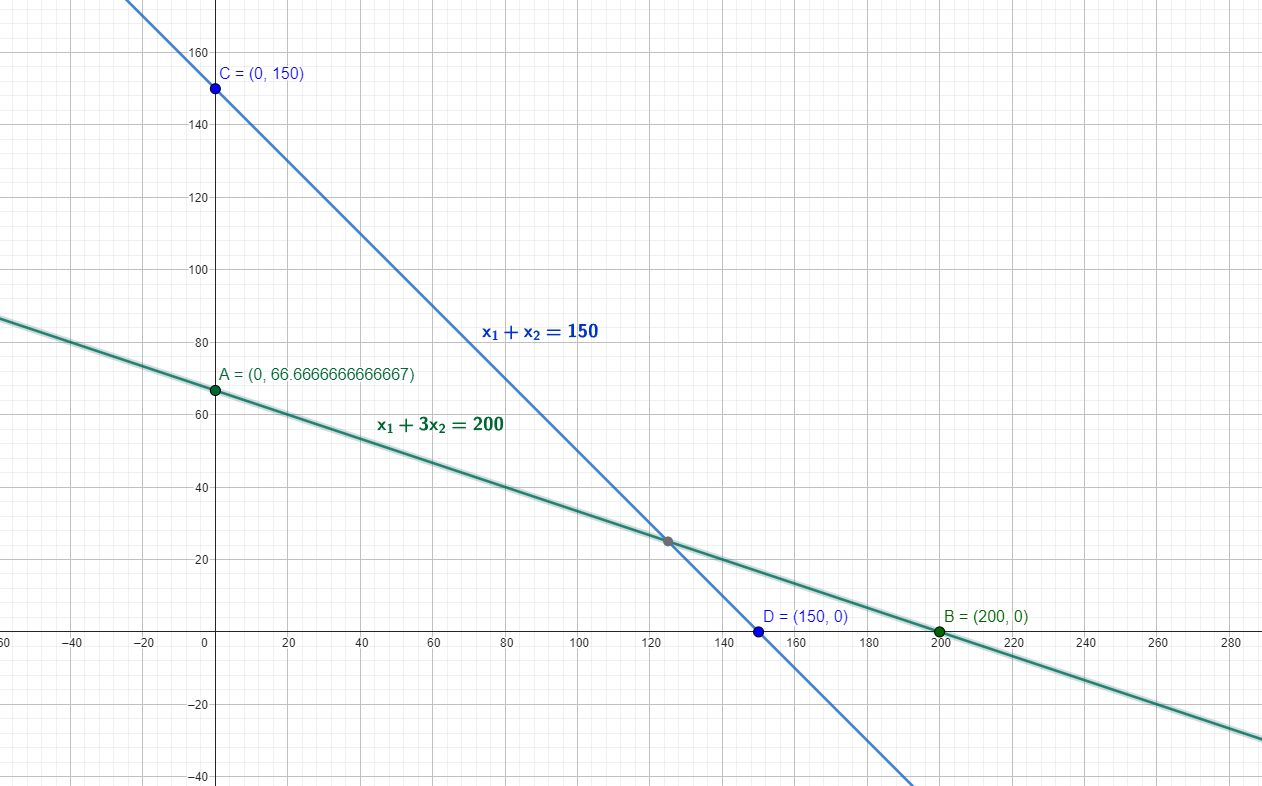 160
C = (0, 150)
140
120
100
x₁ + x₂ = 150
80
A = (0, 66.6666666666667)
60
x₁ + 3x₂ = 200
40
20
D = (150, 0) B = (200, 0)
60 −40 −20 0 20 40 60 80 100 120 140 160 180 200 220 240 260 280
−20
−40